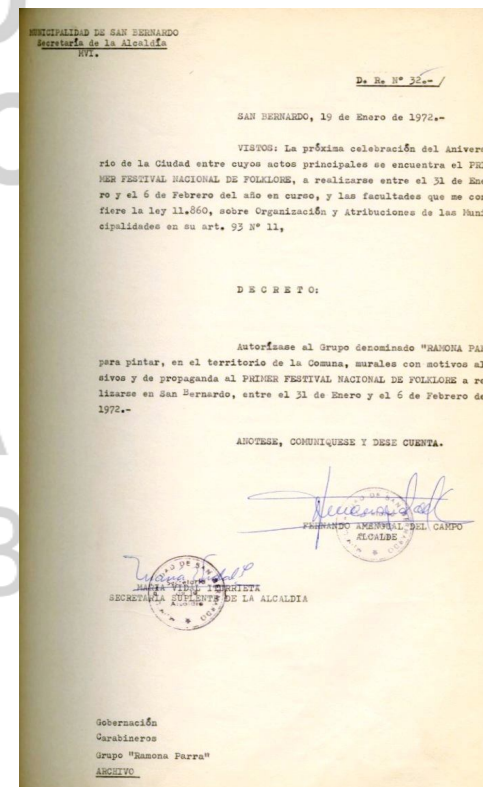 MUNICIPALIDAD DE SAN BERNARDO
Secretaría de la Alcaldía
RVI.
D. R. N° 32.- /
SAN BERNARDO, 19 de Enero de 1972.-
VISTOS: La próxima celebración del Anivers
rio de la Ciudad entre cuyos actos principales se encuentra el PRI
MER FESTIVAL NACIONAL DE FOLKLORE, a realizarse entre el 31 de Ene
ro y el 6 de Febrero del año en curso, y las facultades que me con
fiere la ley 11.860, sobre Organización y Atribuciones de las Muni
cipalidades en su art. 93 N° 11,
D E C R E T O:
Autorízase al Grupo denominado "RAMONA PAR
para pintar, en el territorio de la Comuna, murales con motivos al
sivos y de propaganda al PRIMER FESTIVAL NACIONAL DE FOLKLORE a re
lizarse en San Bernardo, entre el 31 de Enero y el 6 de Febrero de
1972.-
ANOTESE, COMUNIQUESE Y DESE CUENTA.
FERNANDO AMENGUAL DEL CAMPO
ALCALDE
MARIA VIDAL ITURRIETA
SECRETARIA SUPLENTE DE LA ALCALDIA
Gobernación
Carabineros
Grupo "Ramona Parra"
ARCHIVO